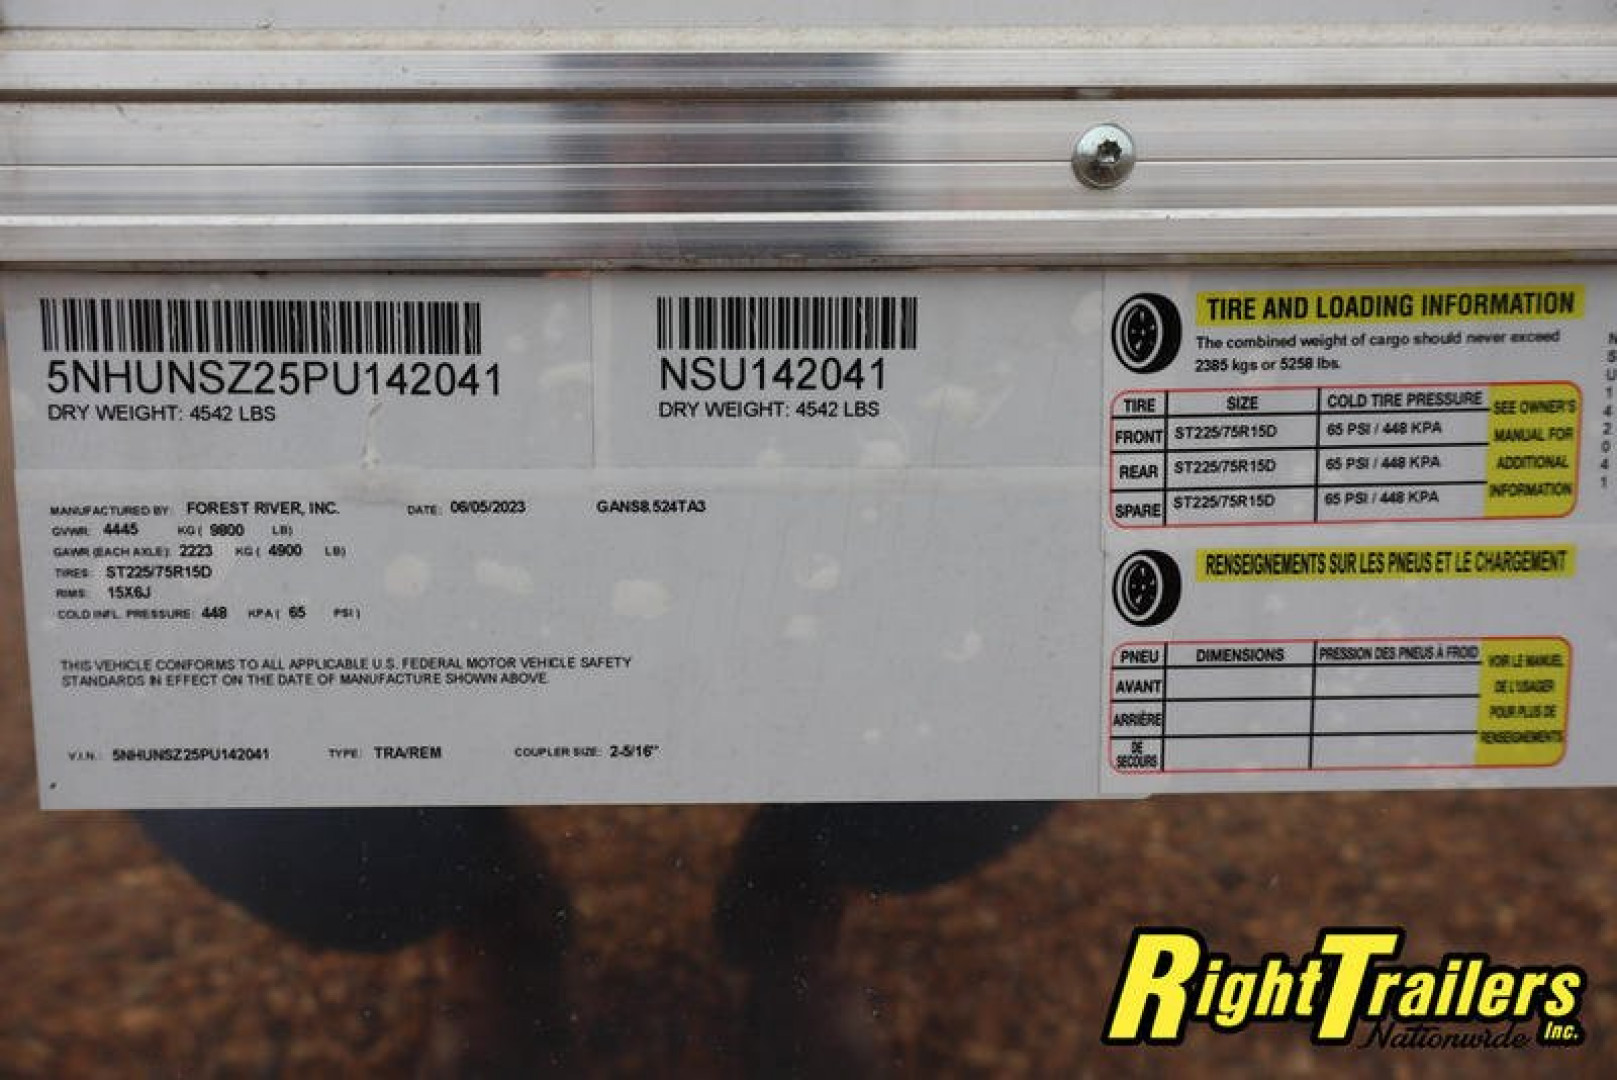 5NHUNSZ25PU142041
DRY WEIGHT: 4542 LBS
NSU142041
DRY WEIGHT: 4542 LBS
MANUFACTURED BY: FOREST RIVER, INC. DATE: 06/05/2023 GANS8.524TA3
GVWR: 4445 KG ( 9800 LB)
GAWR (EACH AXLE): 2223 KG ( 4900 LB)
TIRES: ST225/75R15D
RIMS: 15X6J
COLD INFL. PRESSURE: 448 KPA ( 65 PSI )
THIS VEHICLE CONFORMS TO ALL APPLICABLE U.S. FEDERAL MOTOR VEHICLE SAFETY
STANDARDS IN EFFECT ON THE DATE OF MANUFACTURE SHOWN ABOVE.
V.I.N.: 5NHUNSZ25PU142041 TYPE: TRA/REM COUPLER SIZE: 2-5/16"
TIRE AND LOADING INFORMATION
The combined weight of cargo should never exceed
2385 kgs or 5258 lbs.
TIRE SIZE COLD TIRE PRESSURE
FRONT ST225/75R15D 65 PSI / 448 KPA
REAR ST225/75R15D 65 PSI / 448 KPA
SPARE ST225/75R15D 65 PSI / 448 KPA
SEE OWNER'S
MANUAL FOR
ADDITIONAL
INFORMATION
NSU142041
RENSEIGNEMENTS SUR LES PNEUS ET LE CHARGEMENT
PNEU DIMENSIONS PRESSION DES PNEUS À FROID
AVANT
ARRIÈRE
DE
SECOURS
VOIR LE MANUEL
DE L'USAGER
POUR PLUS DE
RENSEIGNEMENTS
RightTrailers
Nationwide Inc.